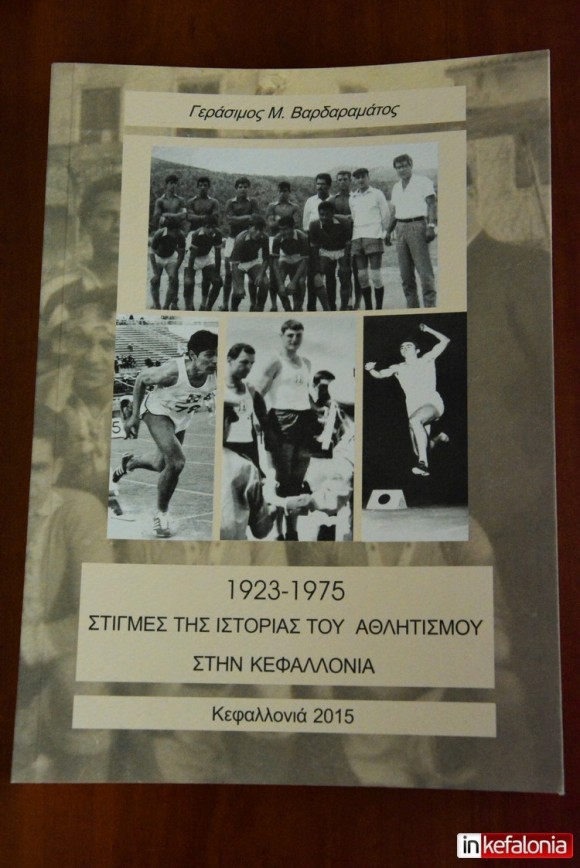 Γεράσιμος Μ. Βαρδαραμάτος
1923-1975
ΣΤΙΓΜΕΣ ΤΗΣ ΙΣΤΟΡΙΑΣ ΤΟΥ ΑΘΛΗΤΙΣΜΟΥ
ΣΤΗΝ ΚΕΦΑΛΛΟΝΙΑ
Κεφαλλονιά 2015
inkefalonia